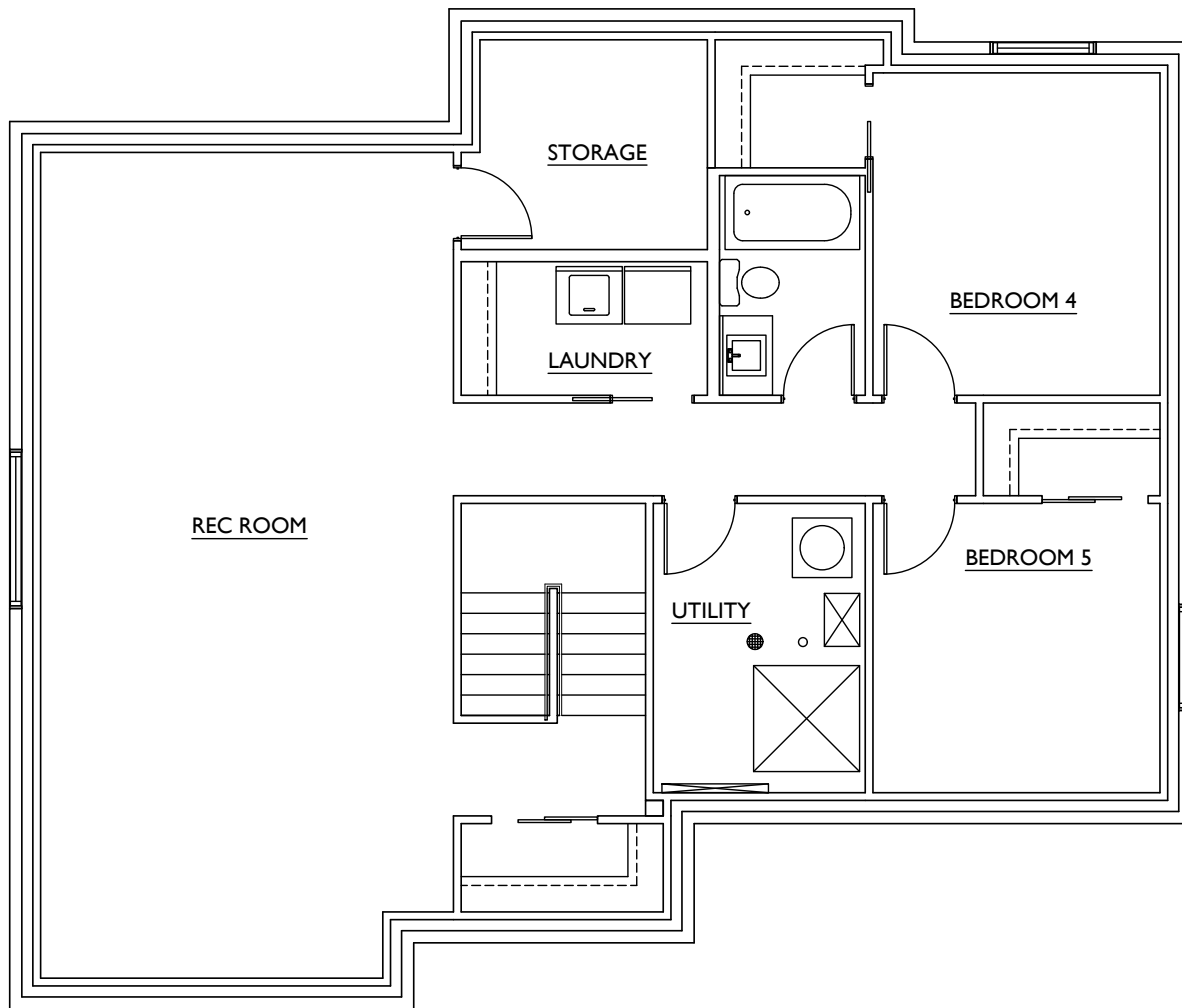 STORAGE
BEDROOM 4
LAUNDRY
REC ROOM
BEDROOM 5
UTILITY